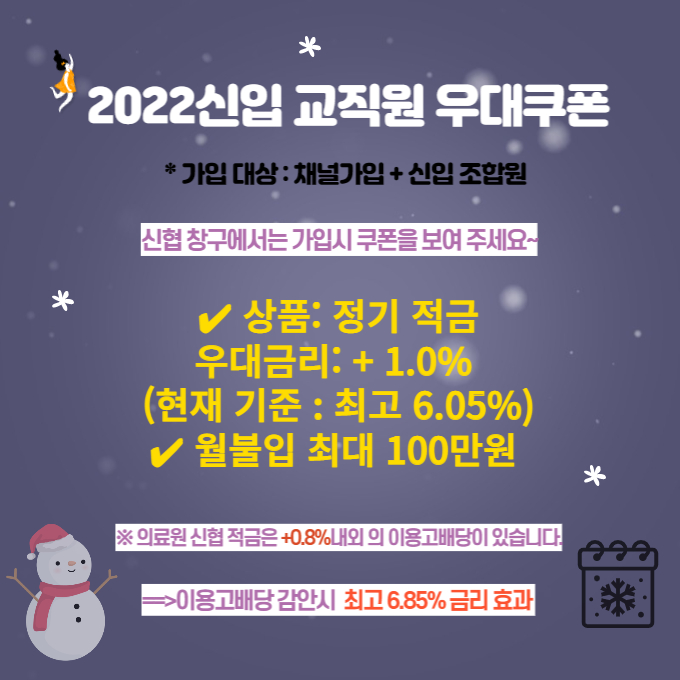 2022신입 교직원 우대쿠폰
* 가입 대상 : 채널가입 + 신입 조합원
신협 창구에서는 가입시 쿠폰을 보여 주세요~
✔ 상품: 정기 적금
우대금리: + 1.0%
(현재 기준 : 최고 6.05%)
✔ 월불입 최대 100만원
※ 의료원 신협 적금은 +0.8%내외 의 이용고배당이 있습니다.
==>이용고배당 감안시 최고 6.85% 금리 효과